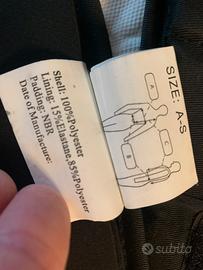 Shell: 100%Polyester
Lining: 15%Elastane,85%Polyester
Padding: NBR
Date of Manufacture:
SIZE: A-S
A
B
C
subito